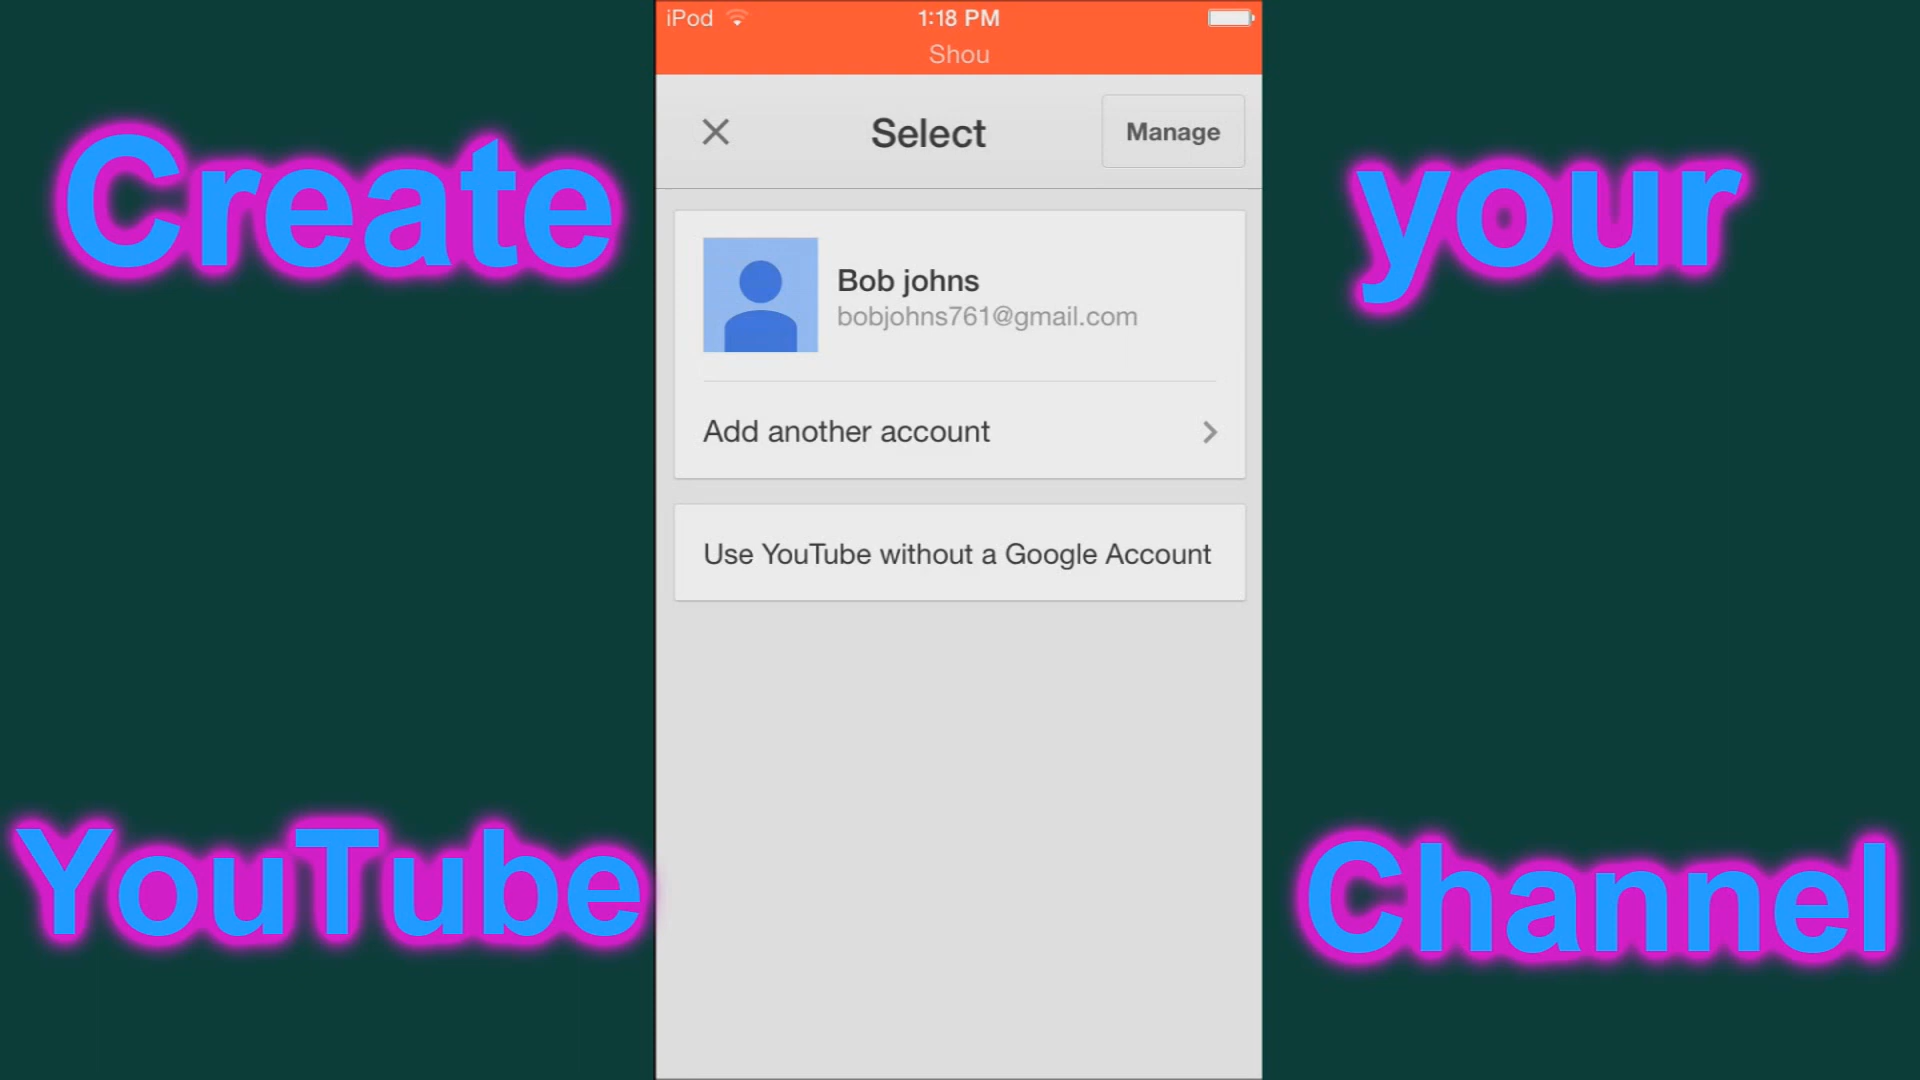 iPod 1:18 PM
Shou
Select
Manage
Create your
Bob johns
bobjohns761@gmail.com
Add another account
Use YouTube without a Google Account
YouTube Channel